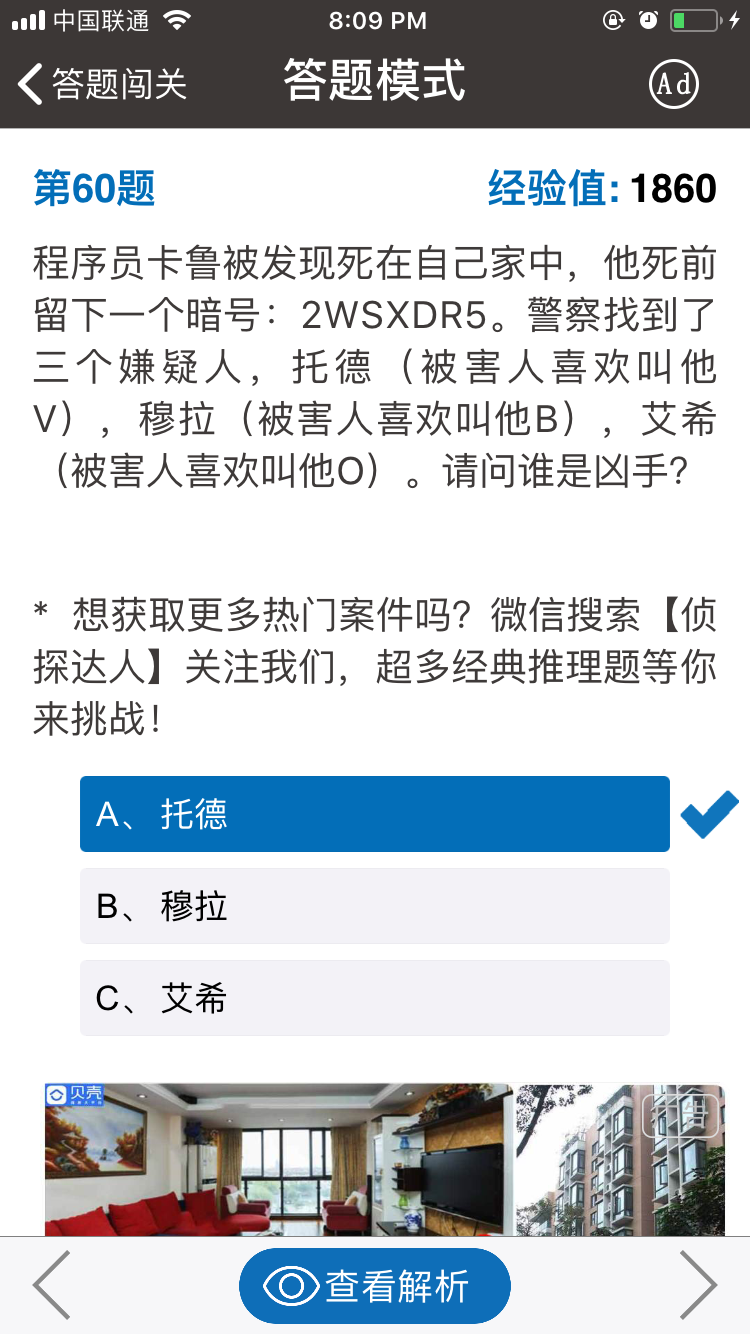 中国联通 8:09 PM
答题闯关 答题模式 Ad
第60题 经验值: 1860
程序员卡鲁被发现死在自己家中，他死前
留下一个暗号：2WSXDR5。警察找到了
三个嫌疑人，托德（被害人喜欢叫他
V），穆拉（被害人喜欢叫他B），艾希
（被害人喜欢叫他O）。请问谁是凶手？
* 想获取更多热门案件吗？微信搜索【侦
探达人】关注我们，超多经典推理题等你
来挑战！
A、 托德
B、 穆拉
C、 艾希
贝壳
广告
查看解析